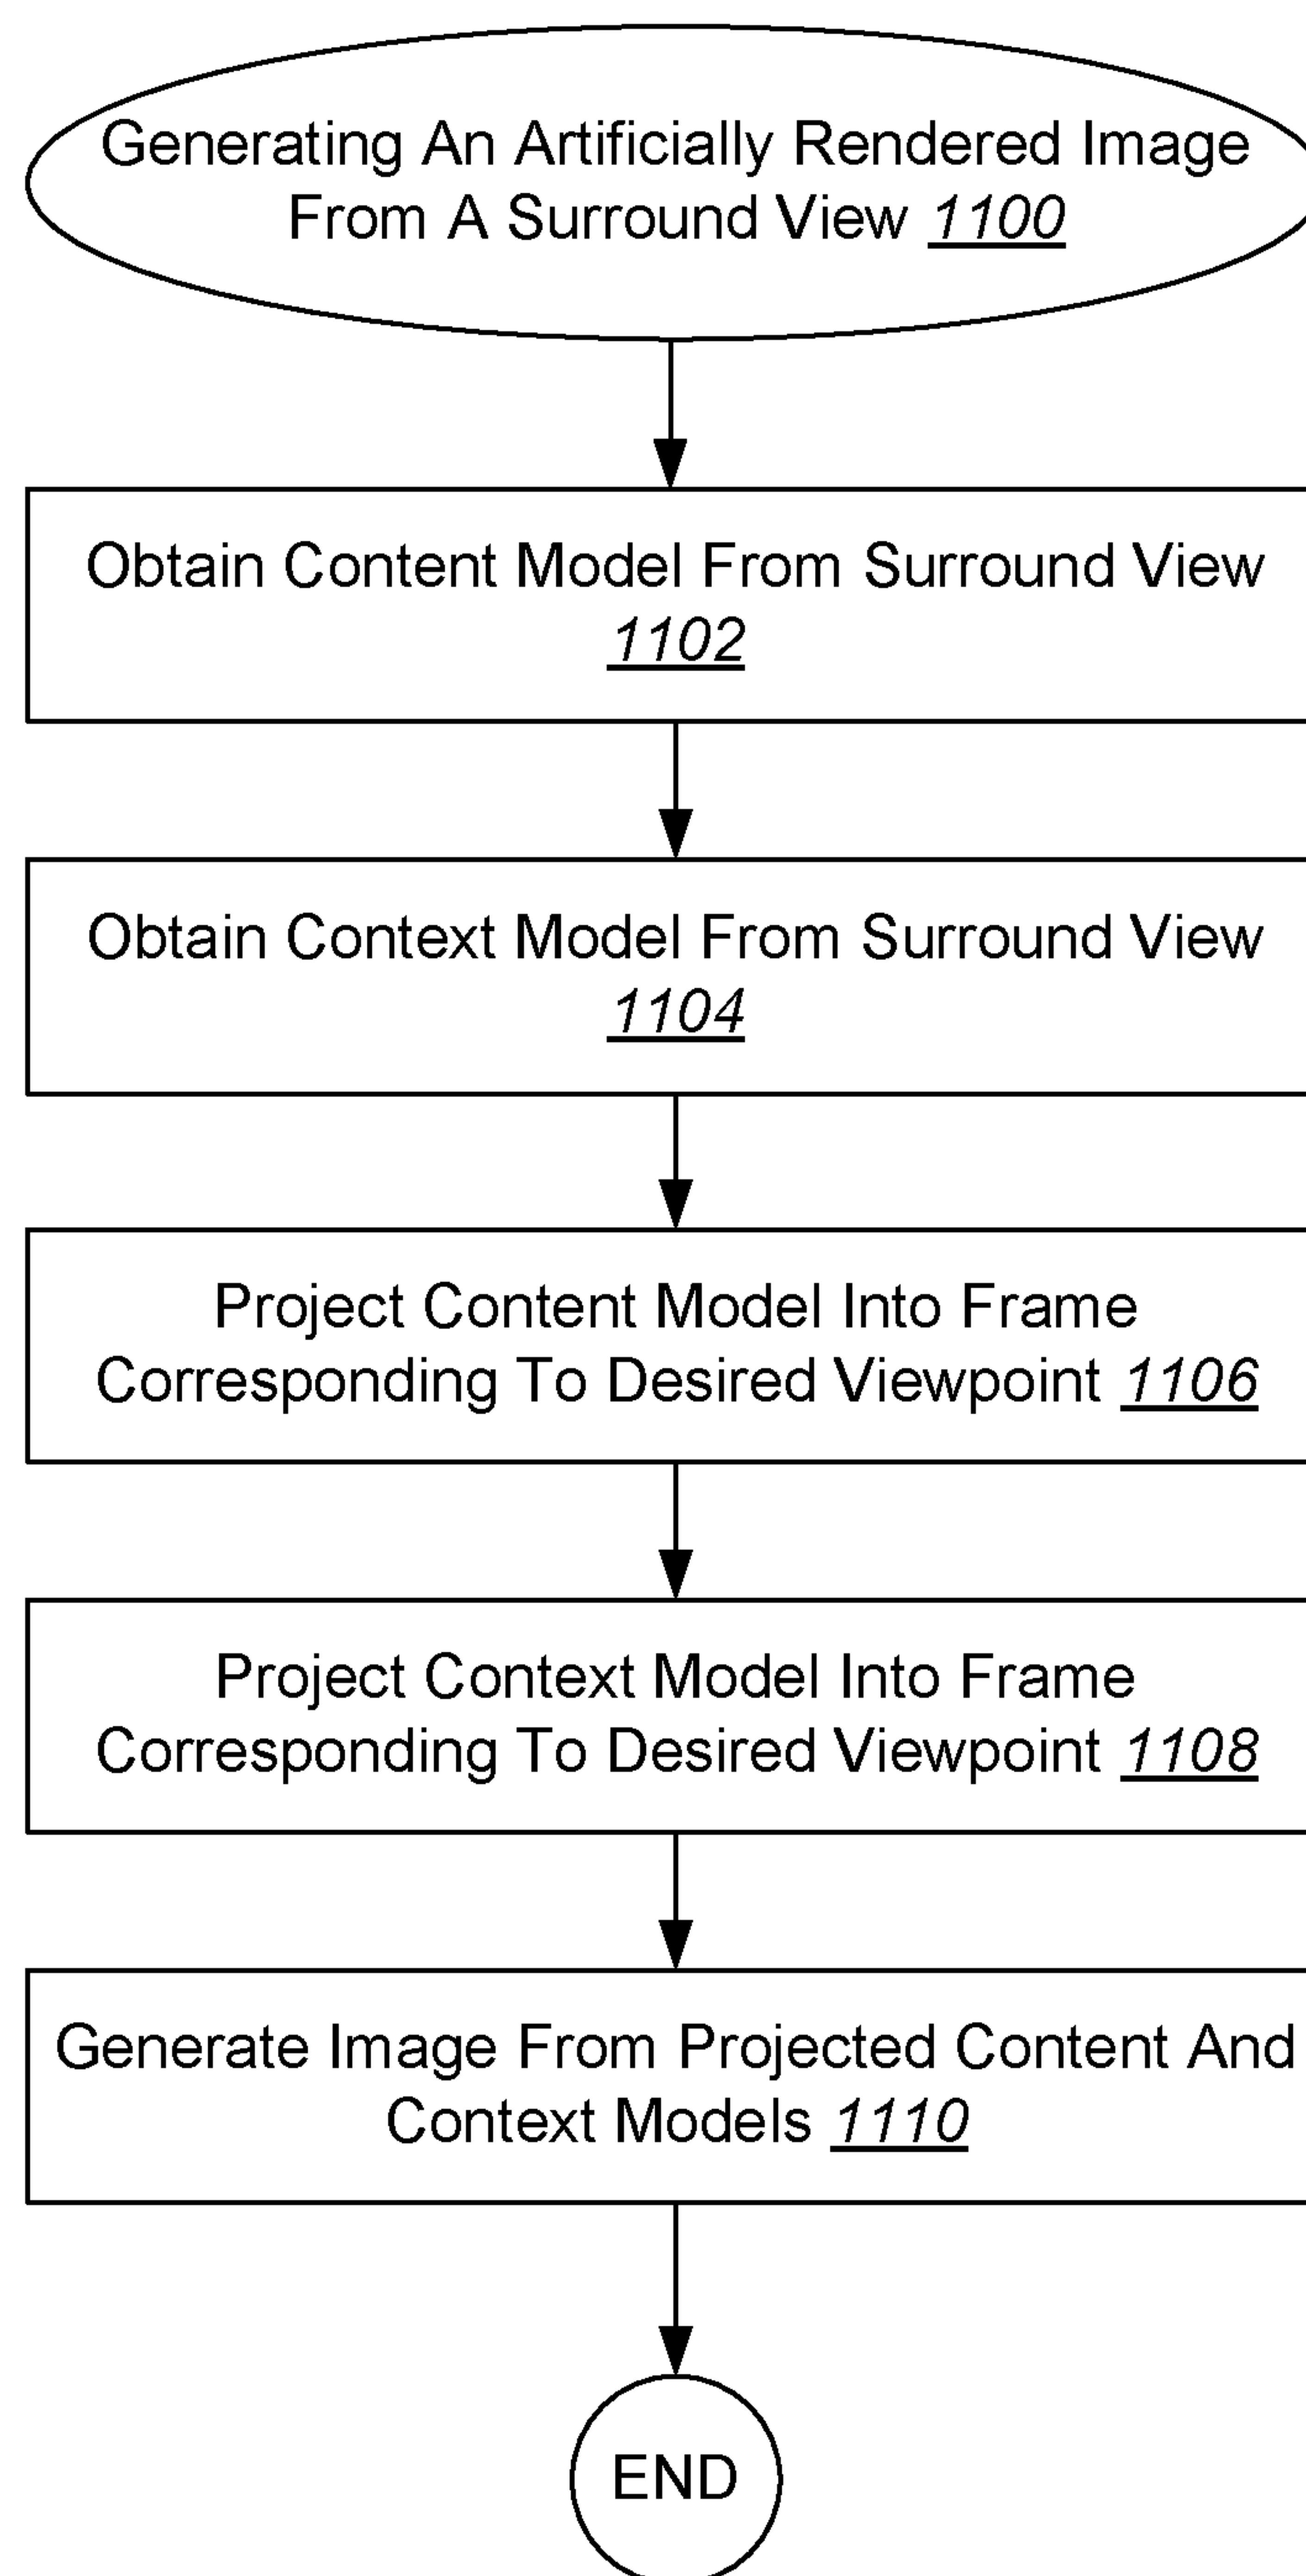 Generating An Artificially Rendered Image
From A Surround View 1100
Obtain Content Model From Surround View
1102
Obtain Context Model From Surround View
1104
Project Content Model Into Frame
Corresponding To Desired Viewpoint 1106
Project Context Model Into Frame
Corresponding To Desired Viewpoint 1108
Generate Image From Projected Content And
Context Models 1110
END